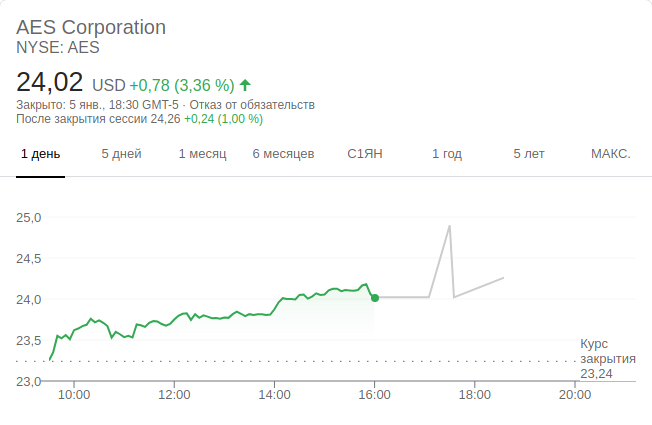 AES Corporation
NYSE: AES
24,02 USD +0,78 (3,36 %)
Закрыто: 5 янв., 18:30 GMT-5 · Отказ от обязательств
После закрытия сессии 24,26 +0,24 (1,00 %)
1 день 5 дней 1 месяц 6 месяцев С1ЯН 1 год 5 лет МАКС.
25,0
24,5
24,0
23,5
23,0
Курс
закрытия
23,24
10:00 12:00 14:00 16:00 18:00 20:00